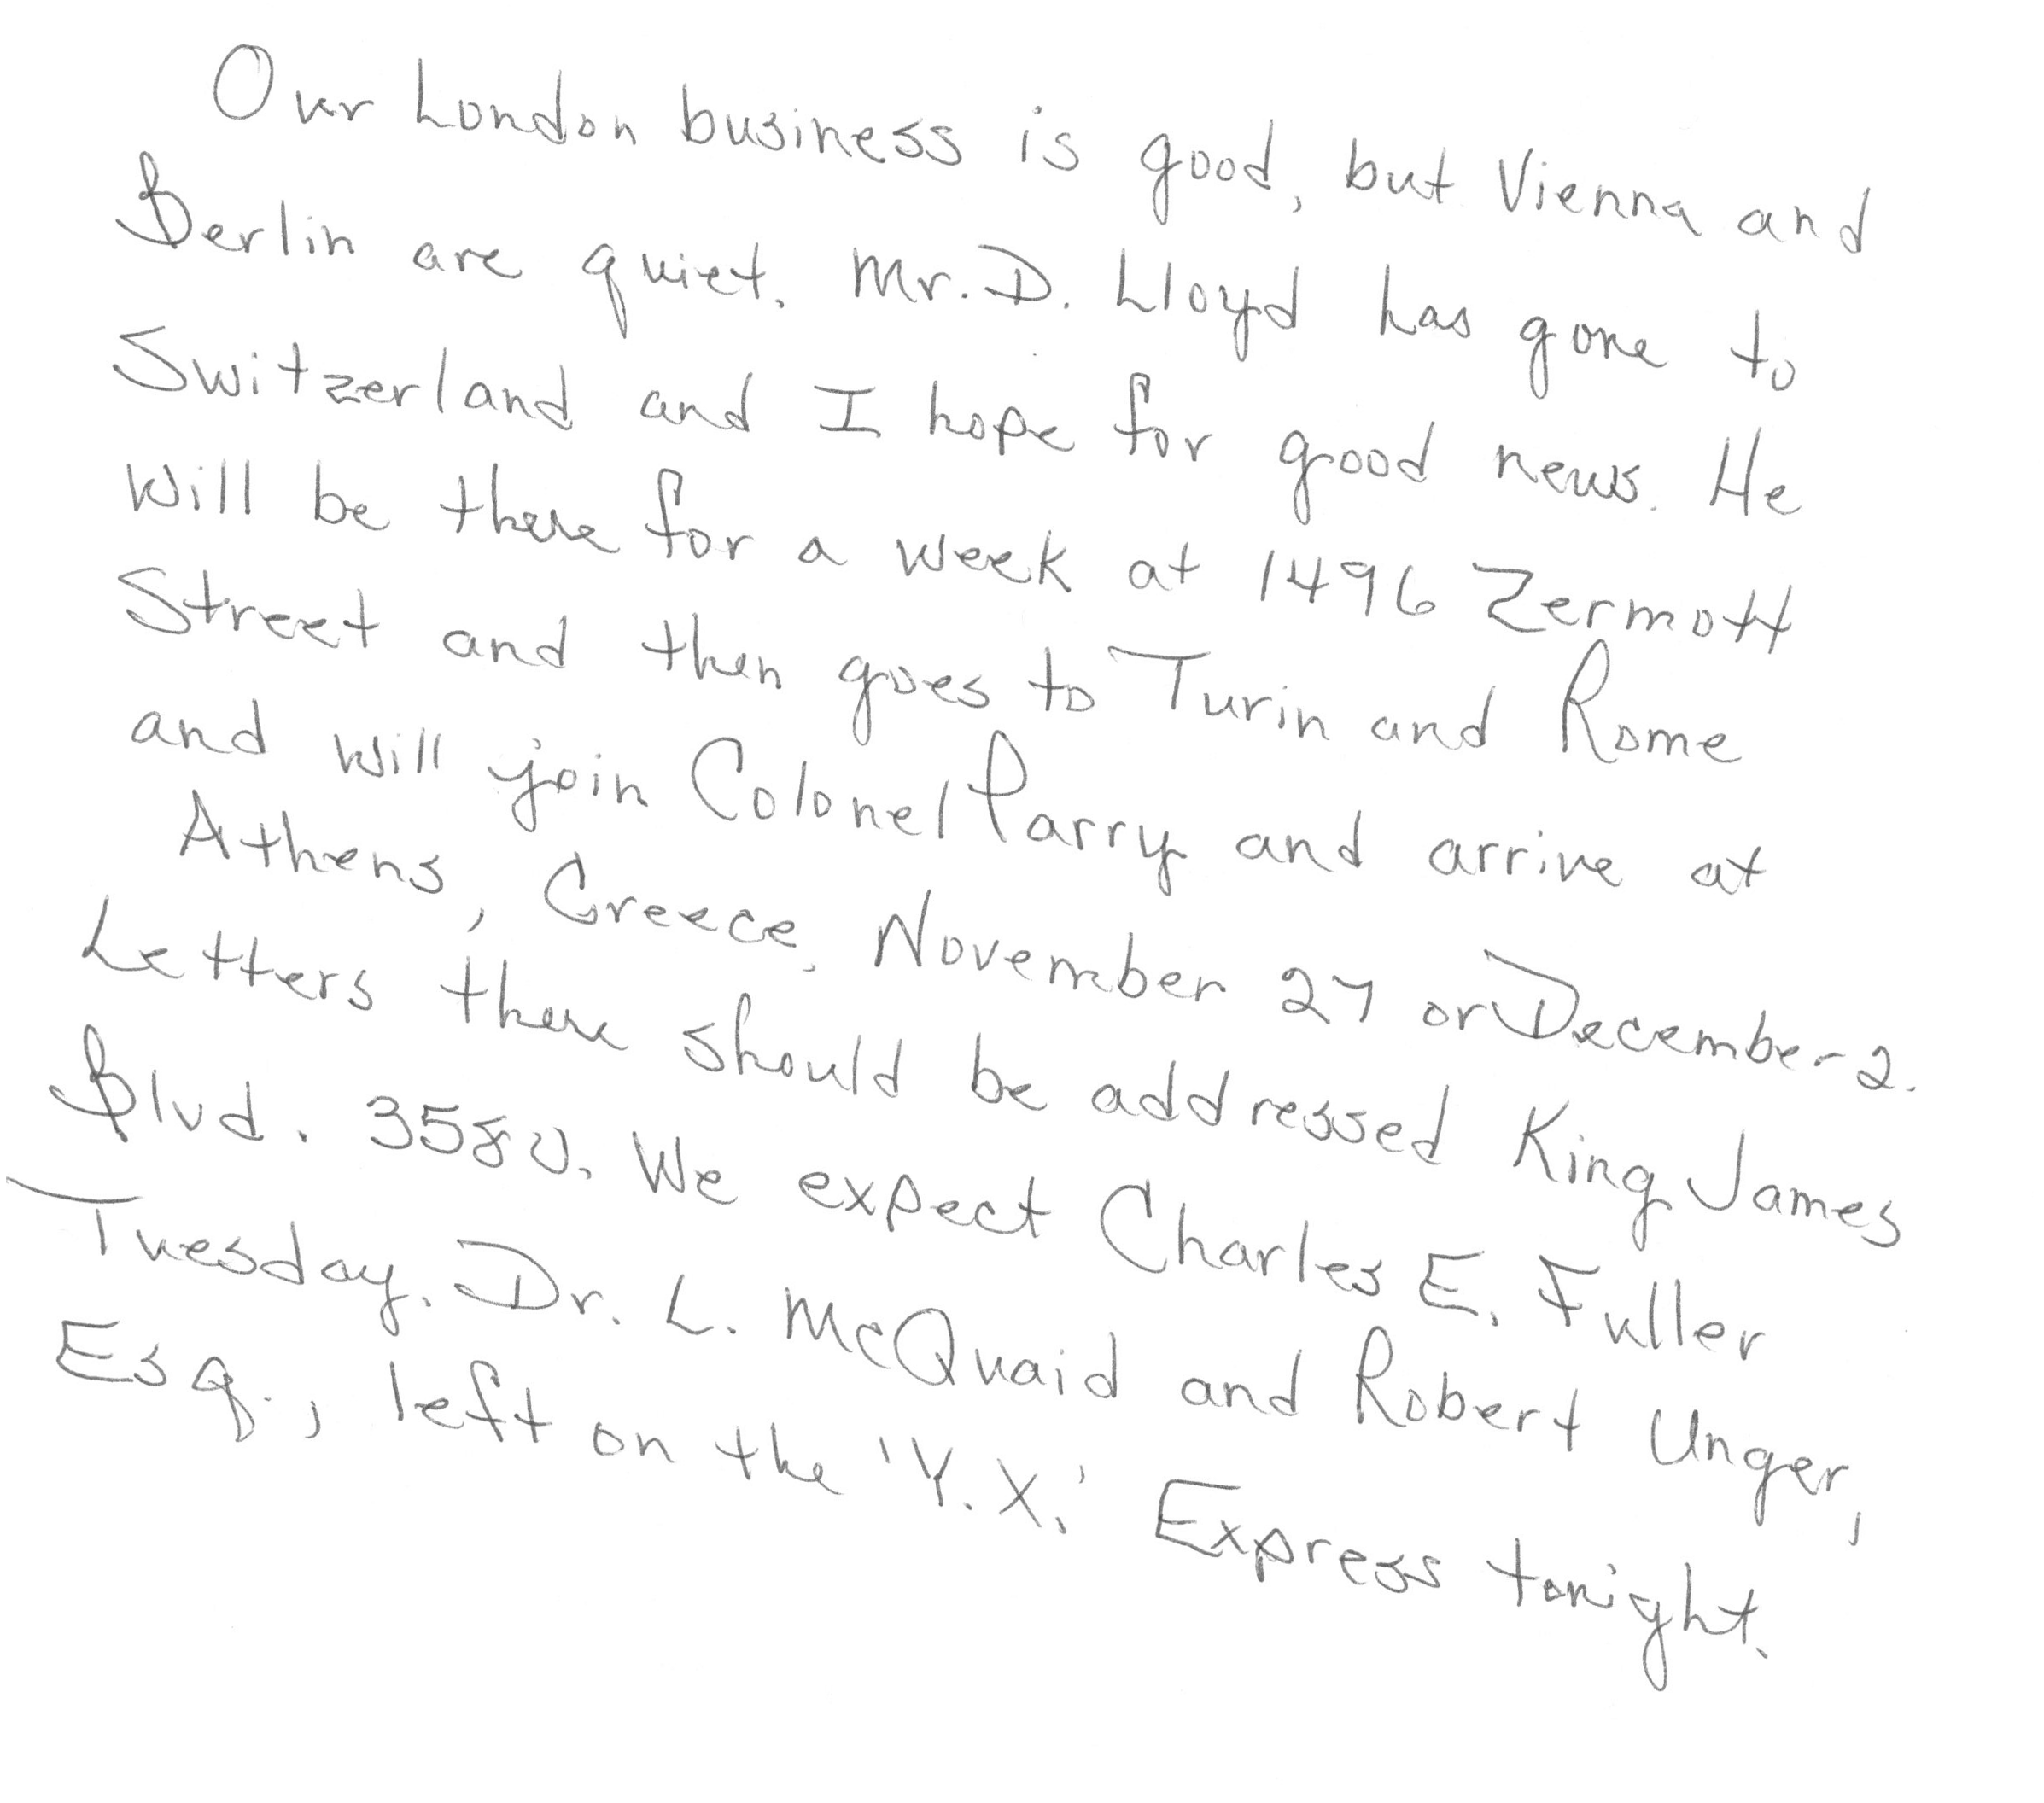 Our London business is good, but Vienna and
Berlin are quiet. Mr. D. Lloyd has gone to
Switzerland and I hope for good news. He
will be there for a week at 1496 Zermott
Street and then goes to Turin and Rome
and will join Colonel Parry and arrive at
Athens, Greece, November 27 or December 2.
Letters there should be addressed King James
Blvd. 3580. We expect Charles E. Fuller
Tuesday. Dr. L. McQuaid and Robert Unger,
Esq., left on the 'Y.X.' Express tonight.